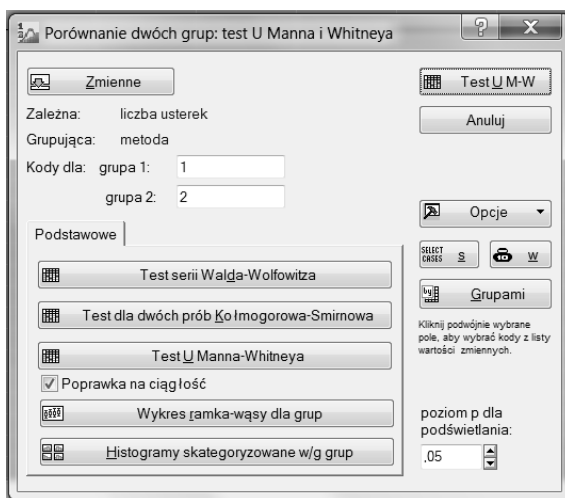 Porównanie dwóch grup: test U Manna i Whitneya
Zmienne
Zależna: liczba usterek
Grupująca: metoda
Kody dla: grupa 1: 1
grupa 2: 2
Podstawowe
Test serii Walda-Wolfowitza
Test dla dwóch prób Kołmogorowa-Smirnowa
Test U Manna-Whitneya
Poprawka na ciągłość
Wykres ramka-wąsy dla grup
Histogramy skategoryzowane w/g grup
Test U M-W
Anuluj
Opcje
SELECT CASES S
W
Grupami
Kliknij podwójnie wybrane
pole, aby wybrać kody z listy
wartości zmiennych.
poziom p dla
podświetlania:
,05